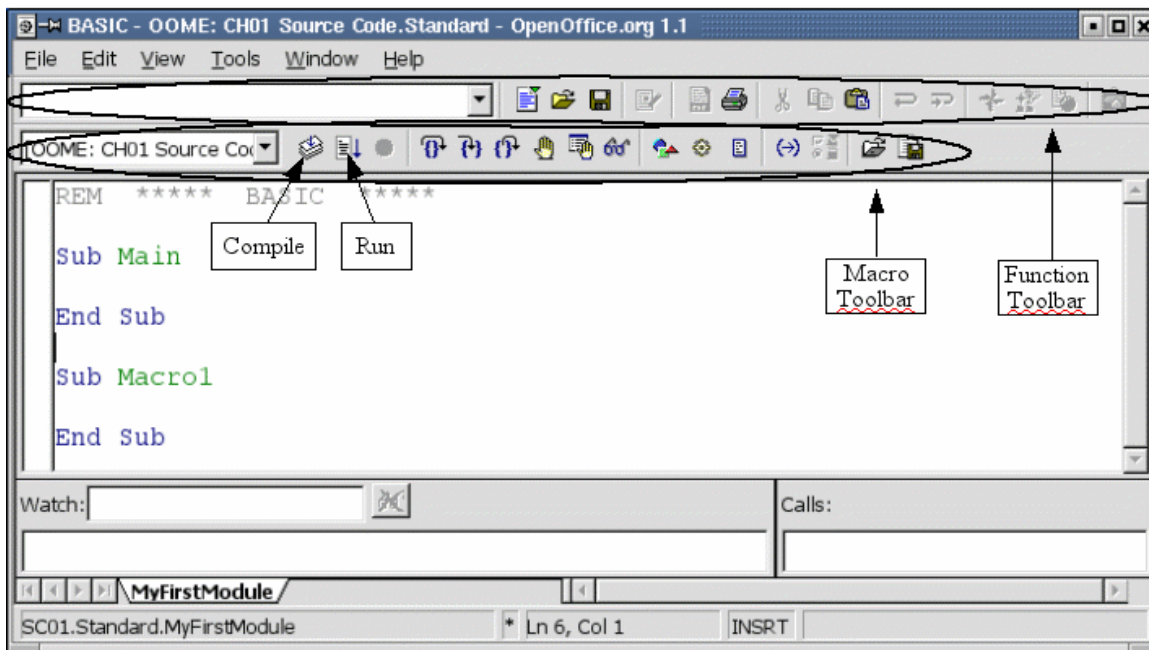 BASIC - OOME: CH01 Source Code.Standard - OpenOffice.org 1.1
File Edit View Tools Window Help
OOME: CH01 Source Co
REM ***** BASIC *****
Compile
Run
Sub Main
Macro
Toolbar
Function
Toolbar
End Sub
Sub Macro1
End Sub
Watch:
Calls:
MyFirstModule
SC01.Standard.MyFirstModule * Ln 6, Col 1 INSRT